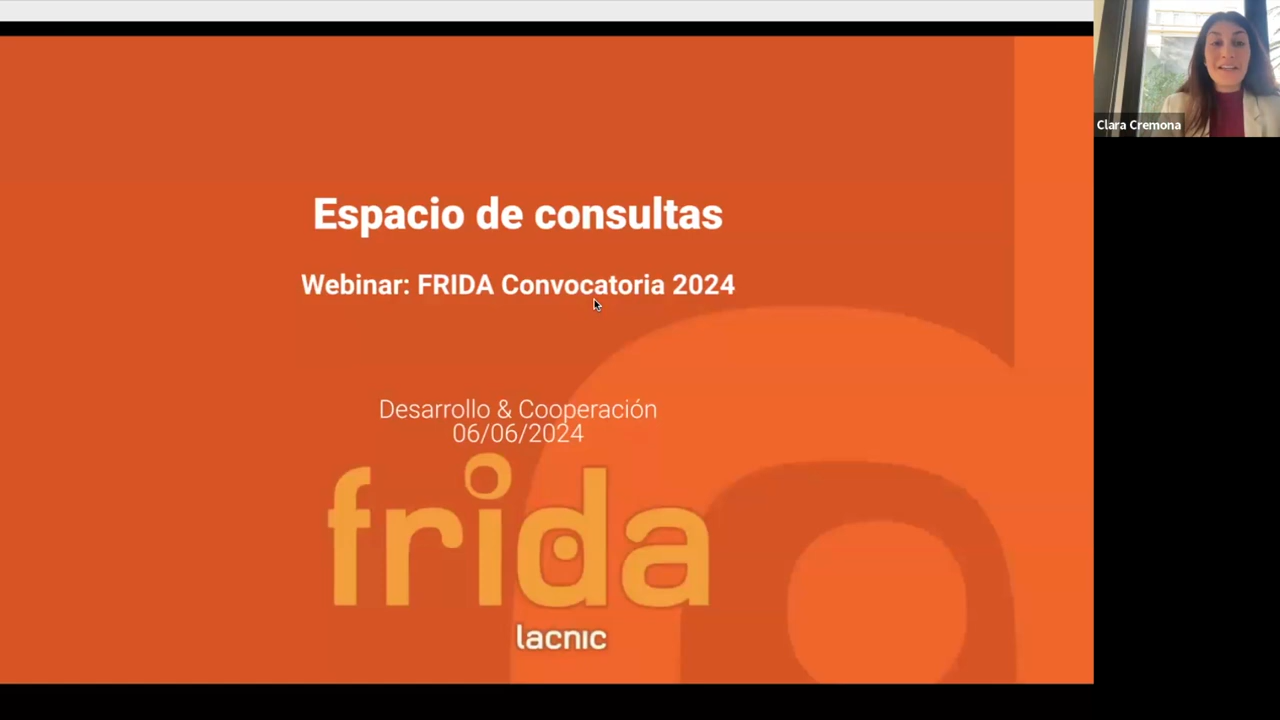 Espacio de consultas
Webinar: FRIDA Convocatoria 2024
Desarrollo & Cooperación
06/06/2024
frida
lacnic
Clara Cremona